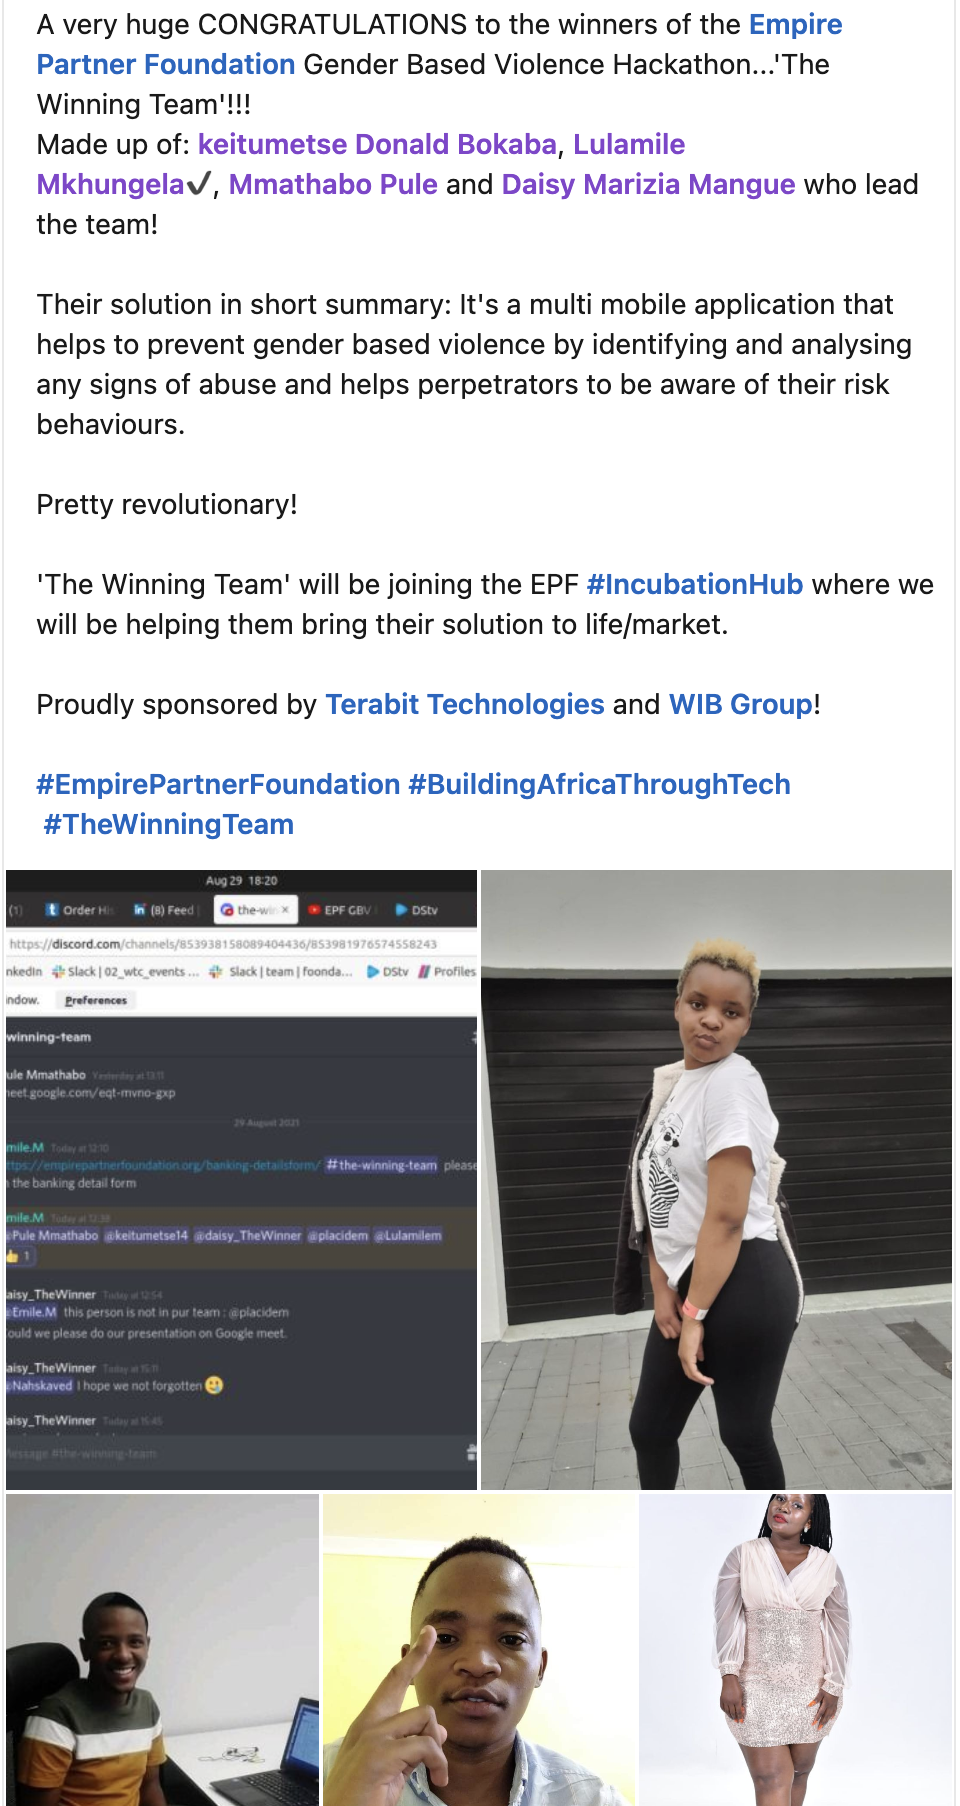 A very huge CONGRATULATIONS to the winners of the Empire
Partner Foundation Gender Based Violence Hackathon...'The
Winning Team'!!!
Made up of: keitumetse Donald Bokaba, Lulamile
Mkhungela✔, Mmathabo Pule and Daisy Marizia Mangue who lead
the team!
Their solution in short summary: It's a multi mobile application that
helps to prevent gender based violence by identifying and analysing
any signs of abuse and helps perpetrators to be aware of their risk
behaviours.
Pretty revolutionary!
'The Winning Team' will be joining the EPF #IncubationHub where we
will be helping them bring their solution to life/market.
Proudly sponsored by Terabit Technologies and WIB Group!
#EmpirePartnerFoundation #BuildingAfricaThroughTech
#TheWinningTeam
Aug 29 18:20
(1) Order His (8) Feed the-win × EPF GBV DStv
https://discord.com/channels/853938158089404436/853981976574558243
nkedIn Slack | 02_wtc_events ... Slack | team | foonda... DStv Profiles
ndow. Preferences
winning-team
ule Mmathabo Yesterday at 13:11
neet.google.com/eqt-mvno-gxp
29 August 2021
mile.M Today at 12:10
ttps://empirepartnerfoundation.org/banking-detailsform/ #the-winning-team please
the banking detail form
mile.M Today at 12:38
Pule Mmathabo @keitumetse14 @daisy_TheWinner @placidem @Lulamilem
1
aisy_TheWinner Today at 12:54
Emile.M this person is not in pur team : @placidem
ould we please do our presentation on Google meet.
aisy_TheWinner Today at 15:11
Nahskaved I hope we not forgotten
aisy_TheWinner Today at 15:45
Message #the-winning-team